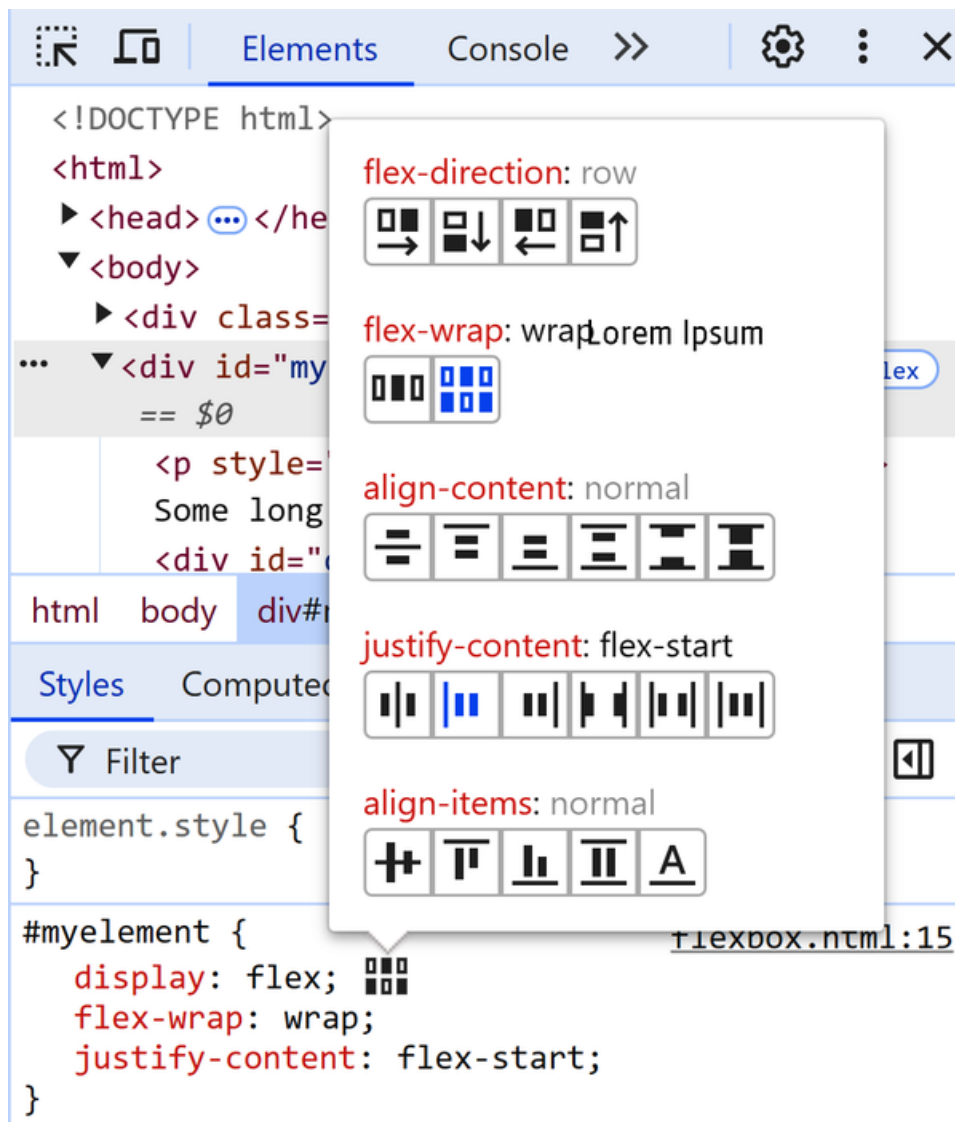 Elements Console
<!DOCTYPE html>
flex-direction: row
<html>
<head> </he
<body>
<div class=
flex-wrap: wrap
Lorem Ipsum
<div id="my
lex
== $0
<p style=
align-content: normal
Some long
<div id="
html body div#
justify-content: flex-start
Styles Computed
Filter
align-items: normal
element.style {
}
#myelement {
flexbox.html:15
display: flex;
flex-wrap: wrap;
justify-content: flex-start;
}